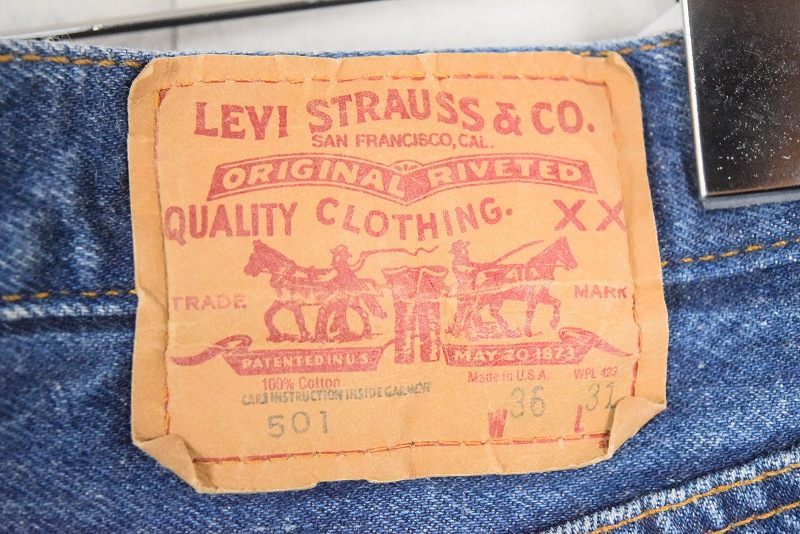 LEVI STRAUSS & CO.
SAN FRANCISCO, CAL.
ORIGINAL RIVETED
QUALITY CLOTHING. XX
TRADE MARK
PATENTED IN U.S. MAY 20 1873
100% Cotton Made in U.S.A. WPL 423
CARE INSTRUCTION INSIDE GARMENT
501 W 36 L 31